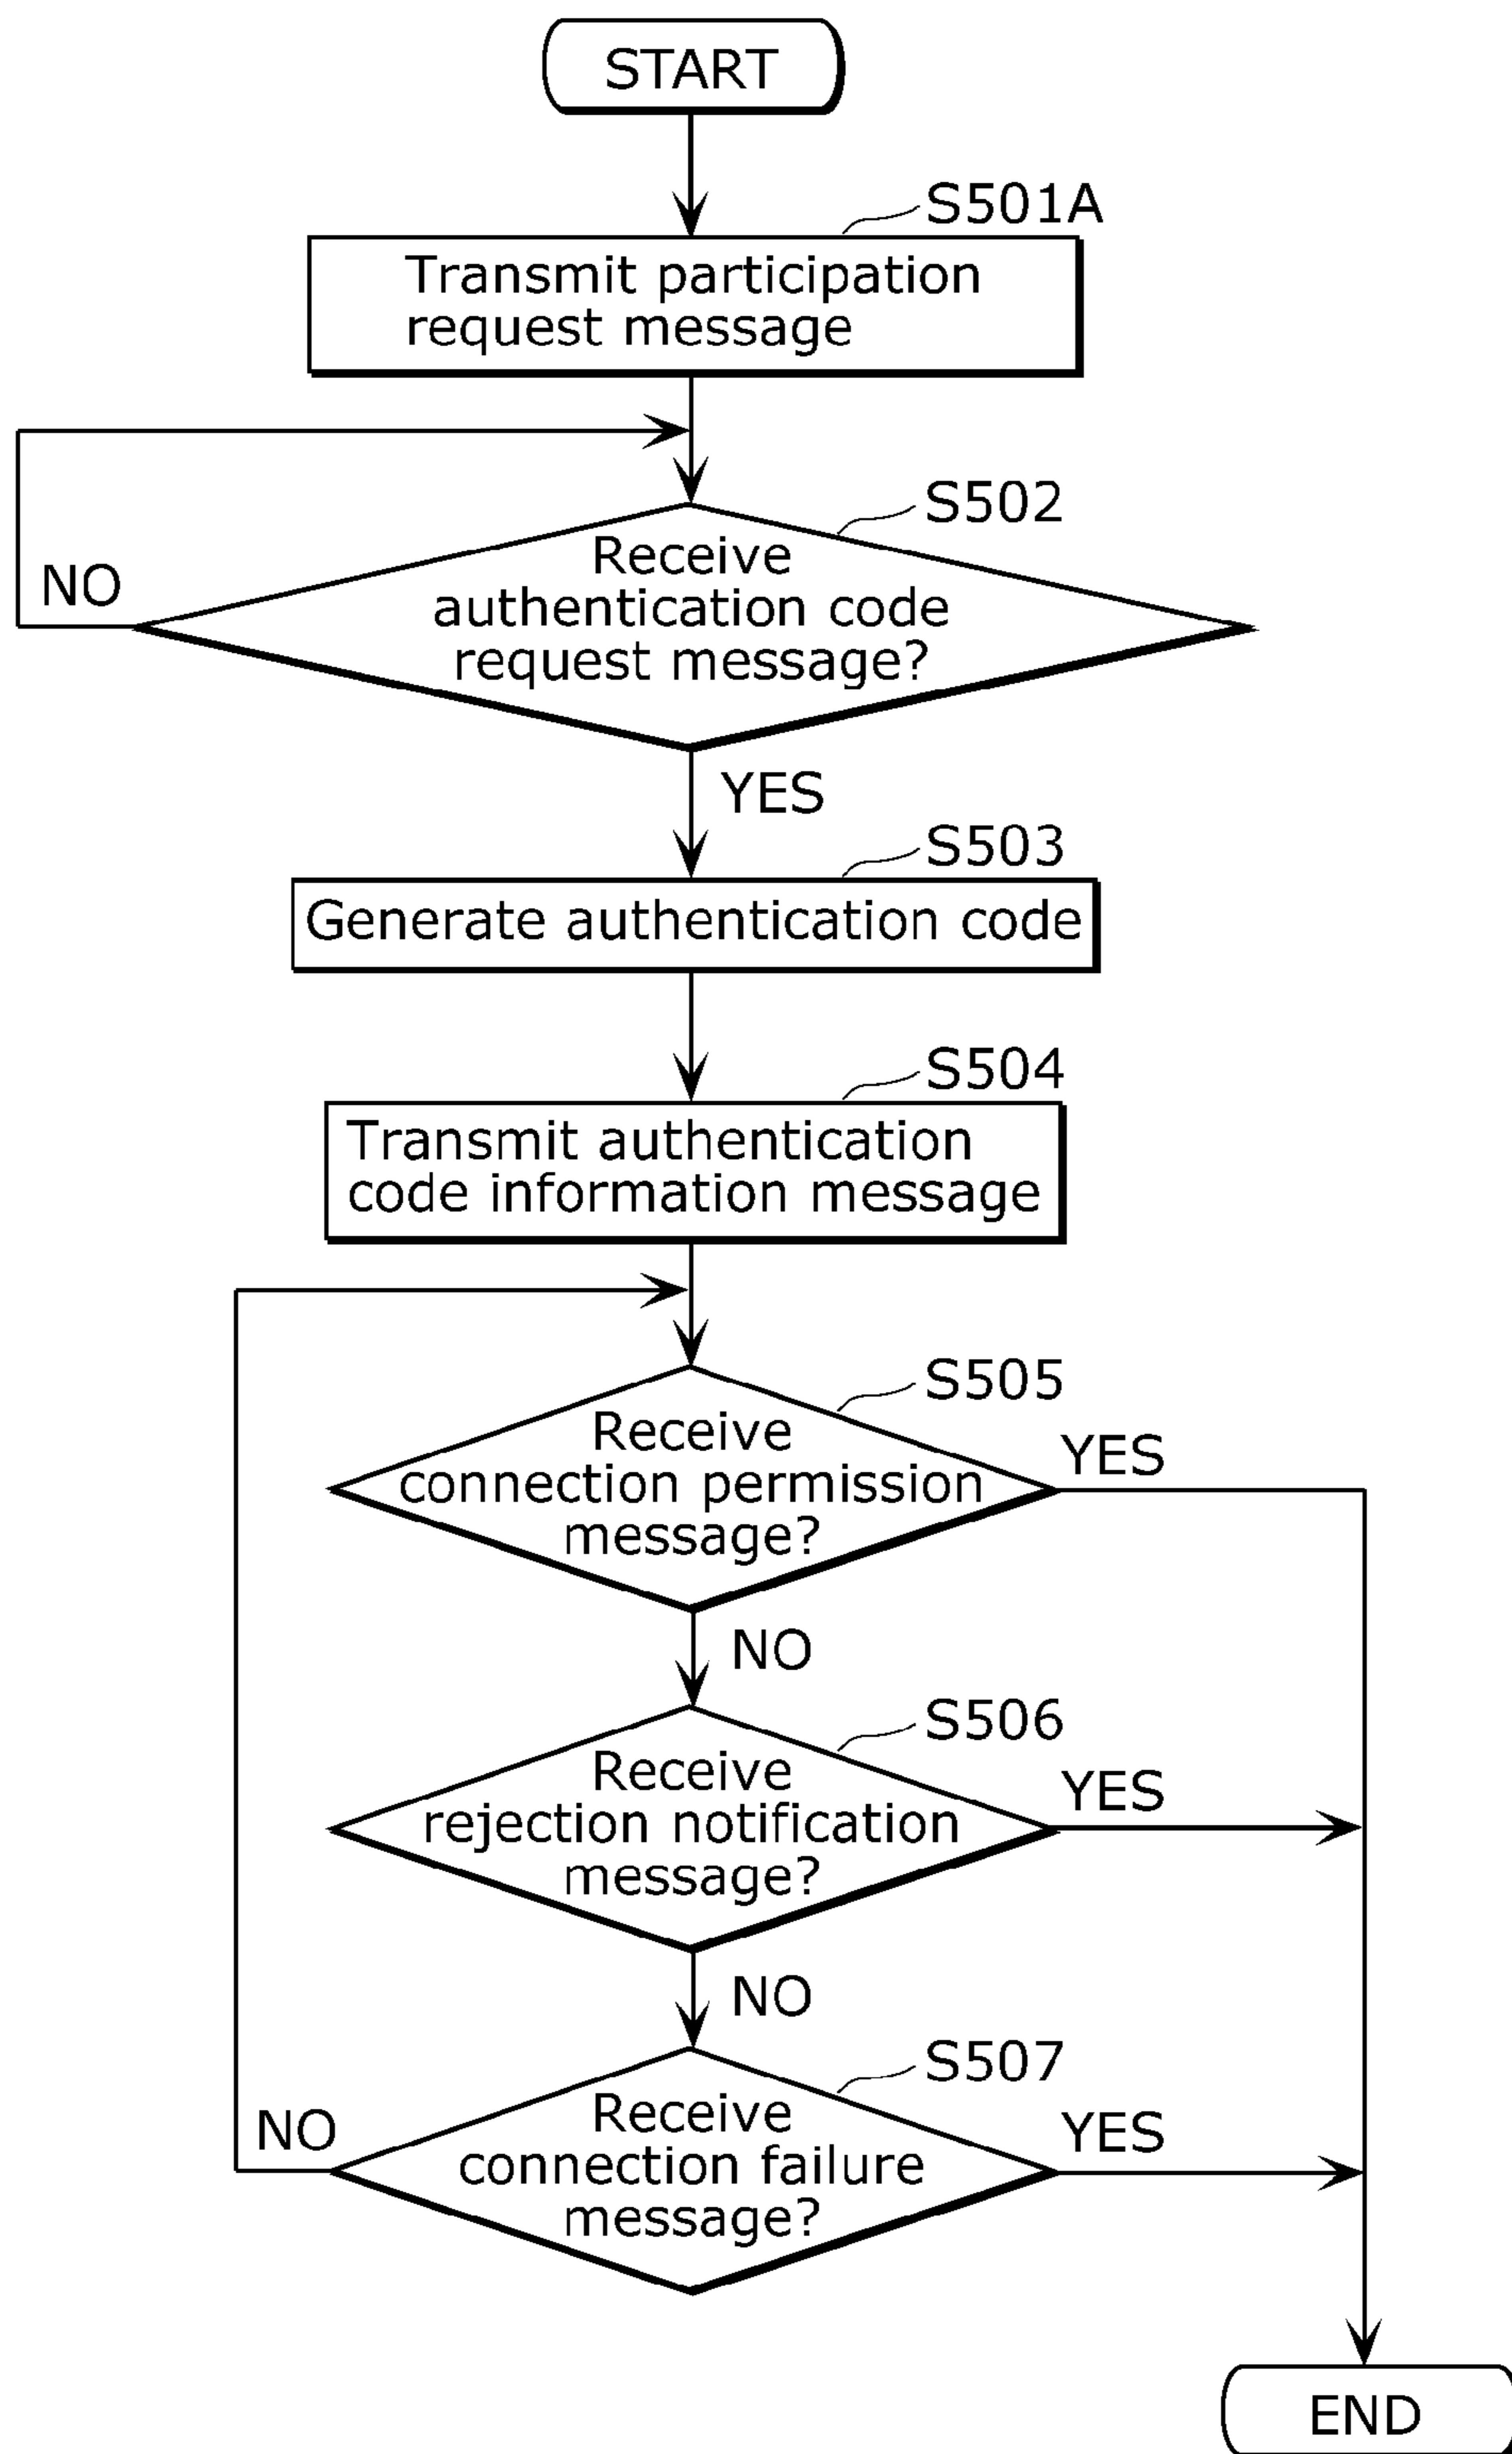 START
S501A
Transmit participation
request message
S502
Receive
authentication code
request message?
NO
YES
S503
Generate authentication code
S504
Transmit authentication
code information message
S505
Receive
connection permission
message?
YES
NO
S506
Receive
rejection notification
message?
YES
NO
S507
Receive
connection failure
message?
NO
YES
END